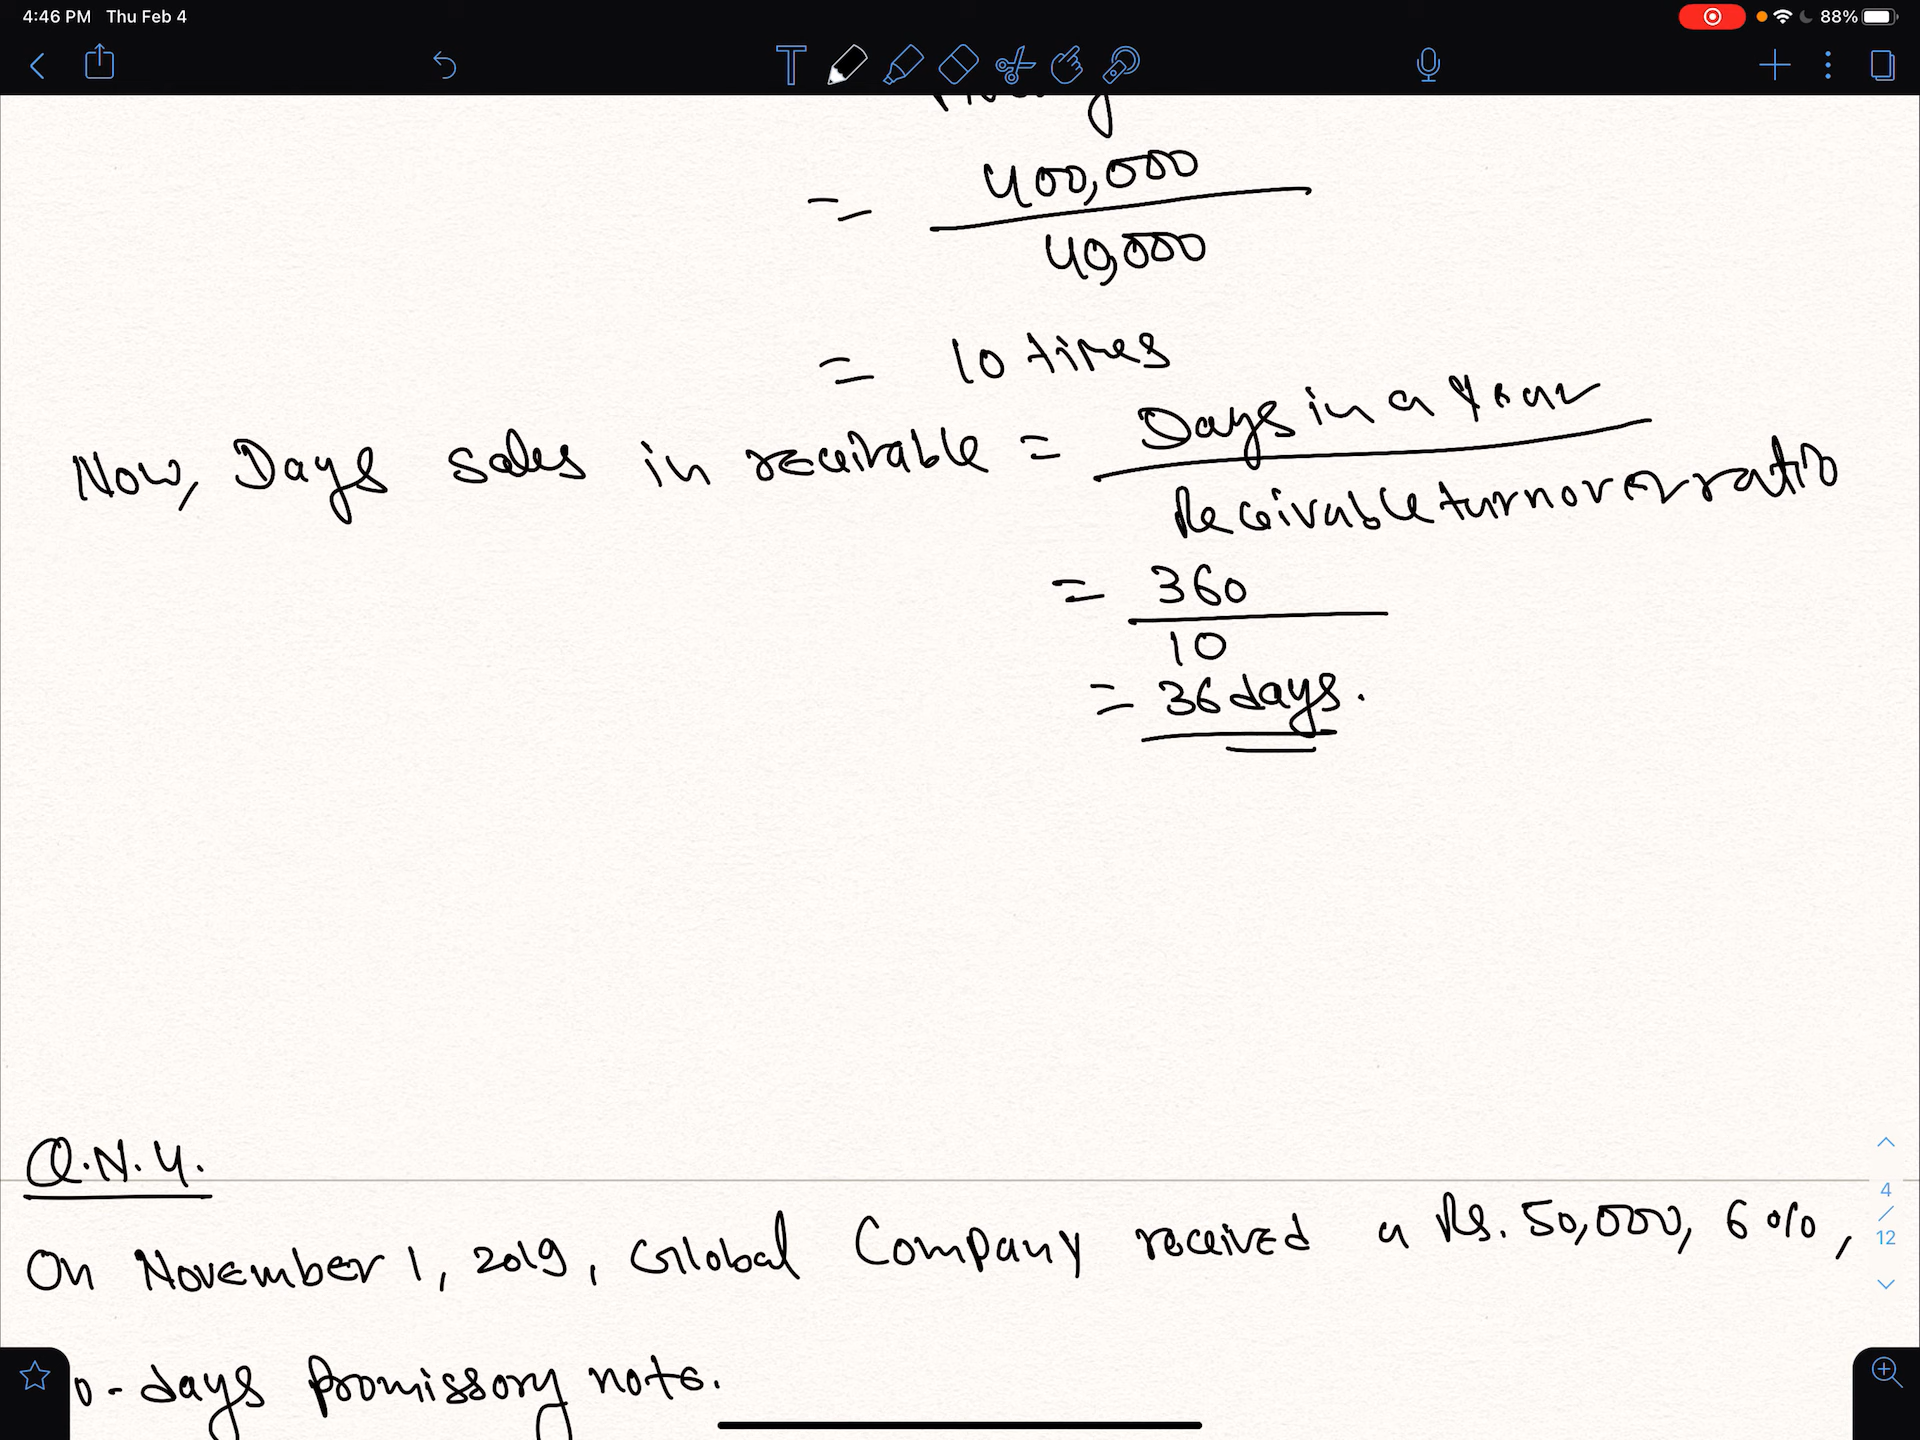 4:46 PM Thu Feb 4 88%
= 400,000
40,000
= 10 times
Now, Days sales in receivable = Days in a Year
Receivable turnover ratio
= 360
10
= 36 days.
Q.N.4.
On November 1, 2019, Global Company received a Rs. 50,000, 6%,
0-days Promissory note.
4
/
12